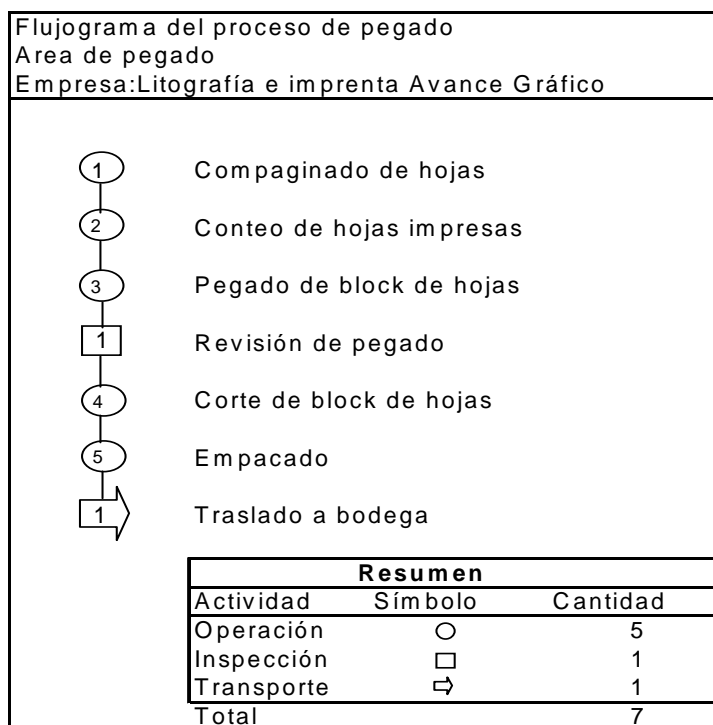 Flujograma del proceso de pegado
Area de pegado
Empresa:Litografía e imprenta Avance Gráfico
1 Compaginado de hojas
2 Conteo de hojas impresas
3 Pegado de block de hojas
1 Revisión de pegado
4 Corte de block de hojas
5 Empacado
1 Traslado a bodega
Resumen
Actividad Símbolo Cantidad
Operación 5
Inspección 1
Transporte 1
Total 7